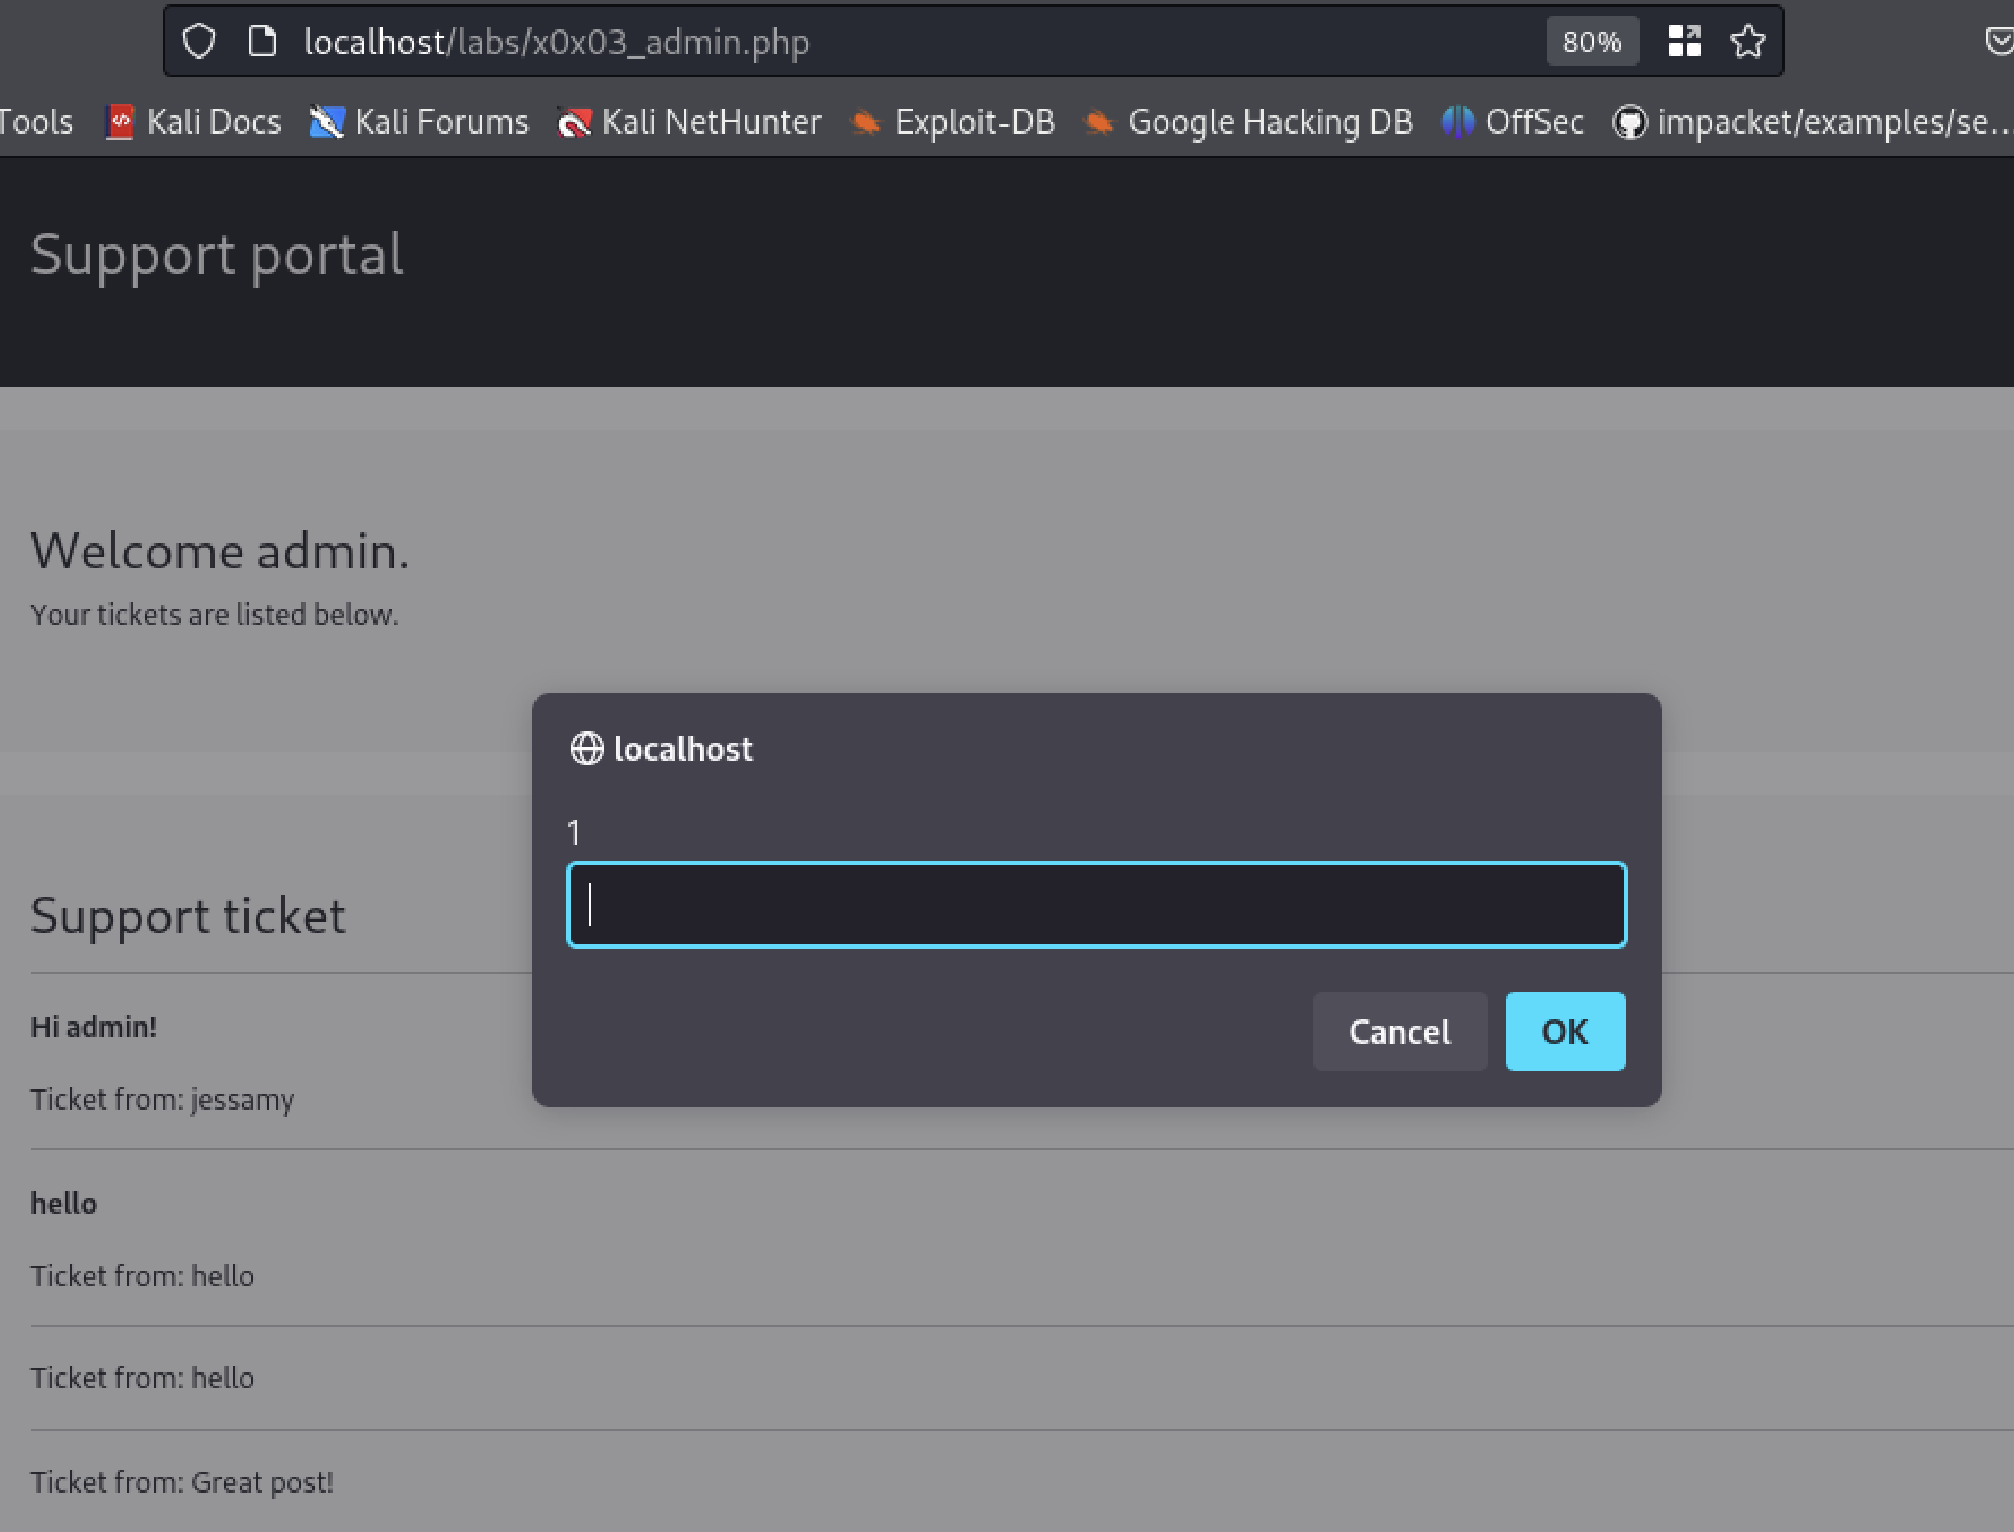 localhost/labs/x0x03_admin.php 80%
Tools Kali Docs Kali Forums Kali NetHunter Exploit-DB Google Hacking DB OffSec impacket/examples/se...
Support portal
Welcome admin.
Your tickets are listed below.
localhost
1
Cancel OK
Support ticket
Hi admin!
Ticket from: jessamy
hello
Ticket from: hello
Ticket from: hello
Ticket from: Great post!